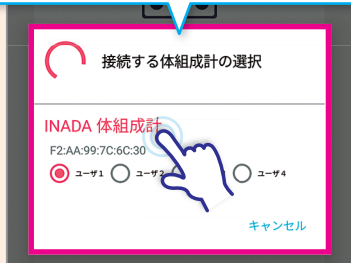 接続する体組成計の選択
INADA 体組成計
F2:AA:99:7C:6C:30
ユーザ1 ユーザ2 ユーザ4
キャンセル